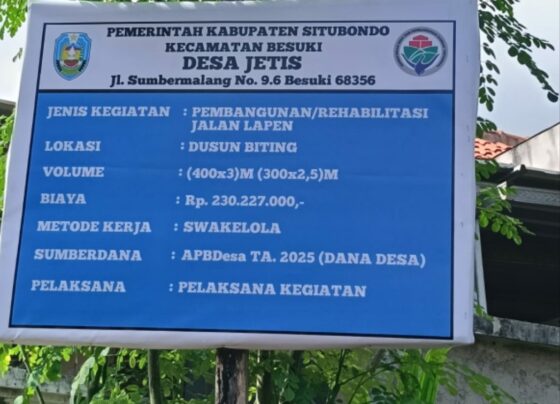 PEMERINTAH KABUPATEN SITUBONDO
KECAMATAN BESUKI
DESA JETIS
Jl. Sumbermalang No. 9.6 Besuki 68356
JENIS KEGIATAN : PEMBANGUNAN/REHABILITASI
JALAN LAPEN
LOKASI : DUSUN BITING
VOLUME : (400x3)M (300x2,5)M
BIAYA : Rp. 230.227.000,-
METODE KERJA : SWAKELOLA
SUMBERDANA : APBDesa TA. 2025 (DANA DESA)
PELAKSANA : PELAKSANA KEGIATAN